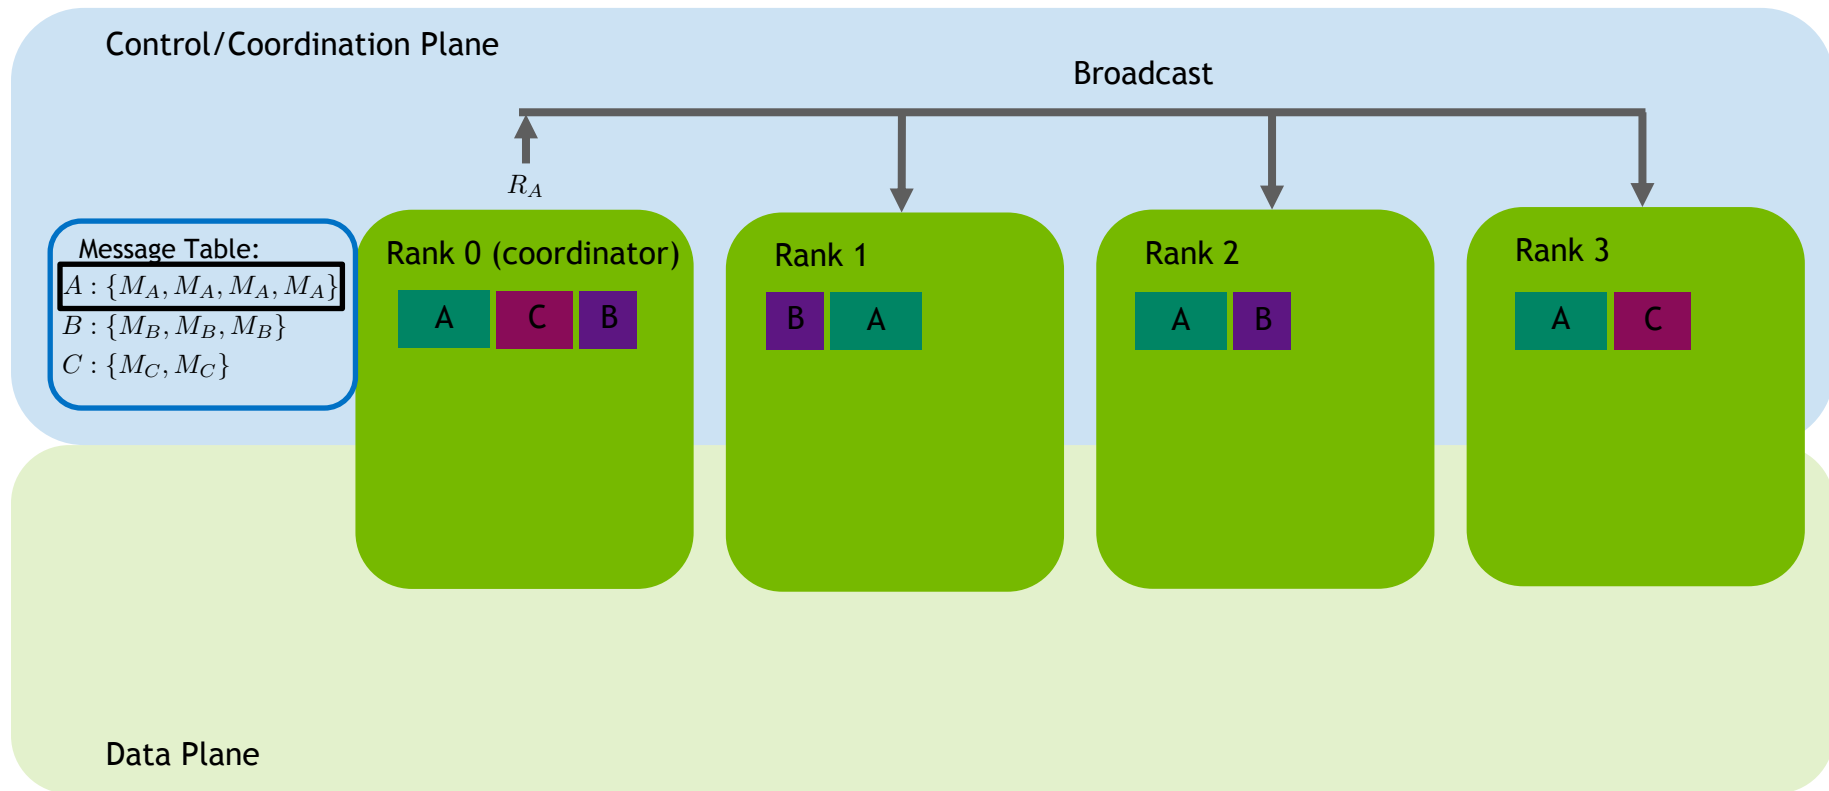 Control/Coordination Plane
Broadcast
R_A
Message Table:
A : {M_A, M_A, M_A, M_A}
B : {M_B, M_B, M_B}
C : {M_C, M_C}
Rank 0 (coordinator)
A C B
Rank 1
B A
Rank 2
A B
Rank 3
A C
Data Plane